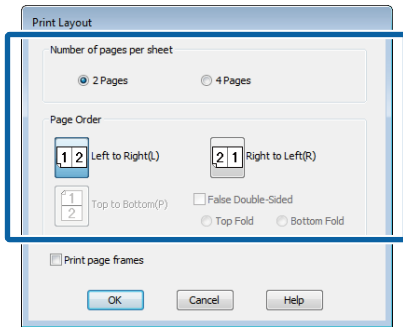 Print Layout
Number of pages per sheet
2 Pages 4 Pages
Page Order
1 2 Left to Right(L) 2 1 Right to Left(R)
1
2 Top to Bottom(P) False Double-Sided
Top Fold Bottom Fold
Print page frames
OK Cancel Help